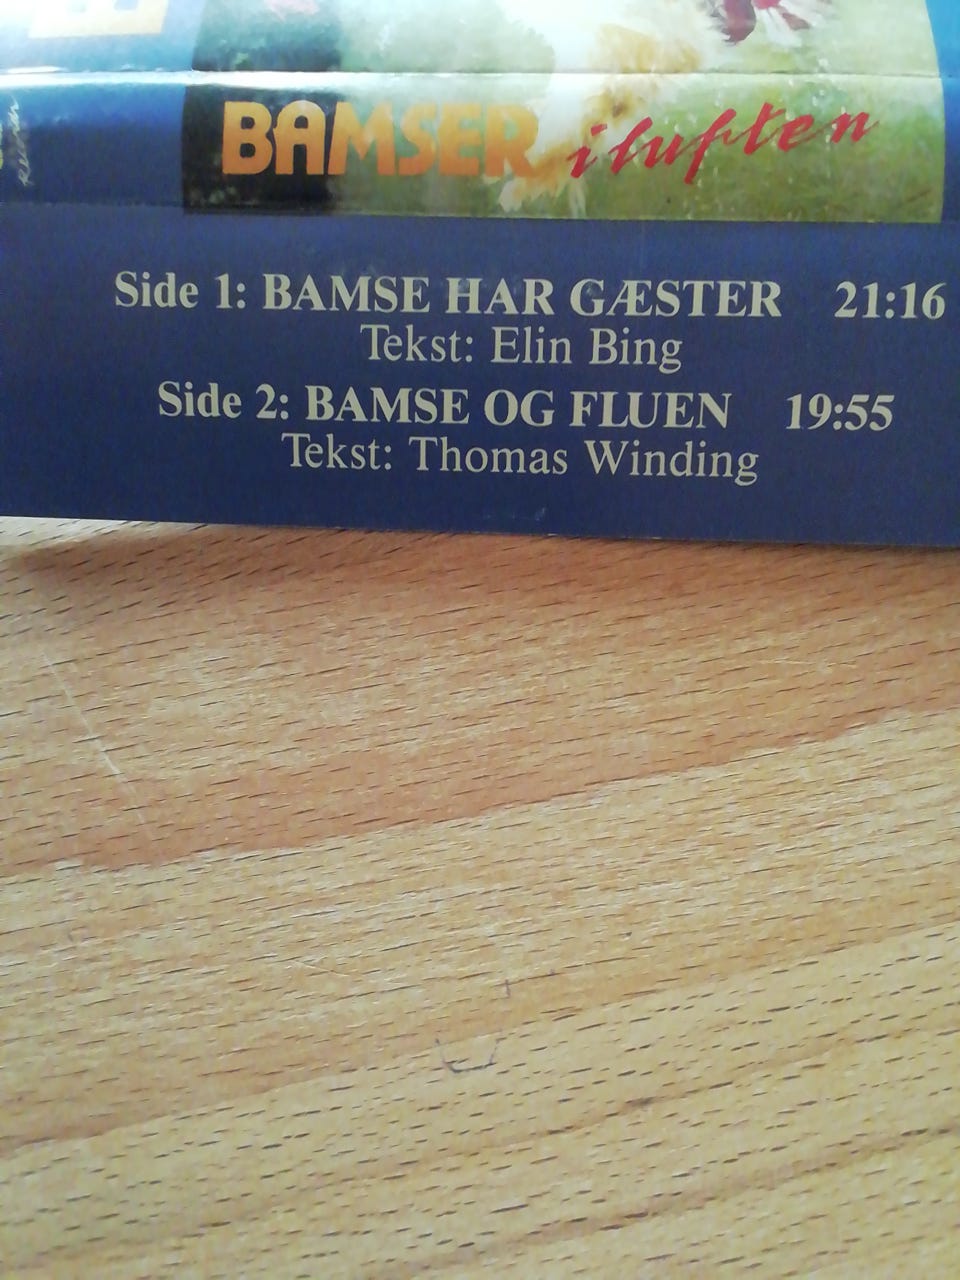 BAMSER i luften
Side 1: BAMSE HAR GÆSTER 21:16
Tekst: Elin Bing
Side 2: BAMSE OG FLUEN 19:55
Tekst: Thomas Winding